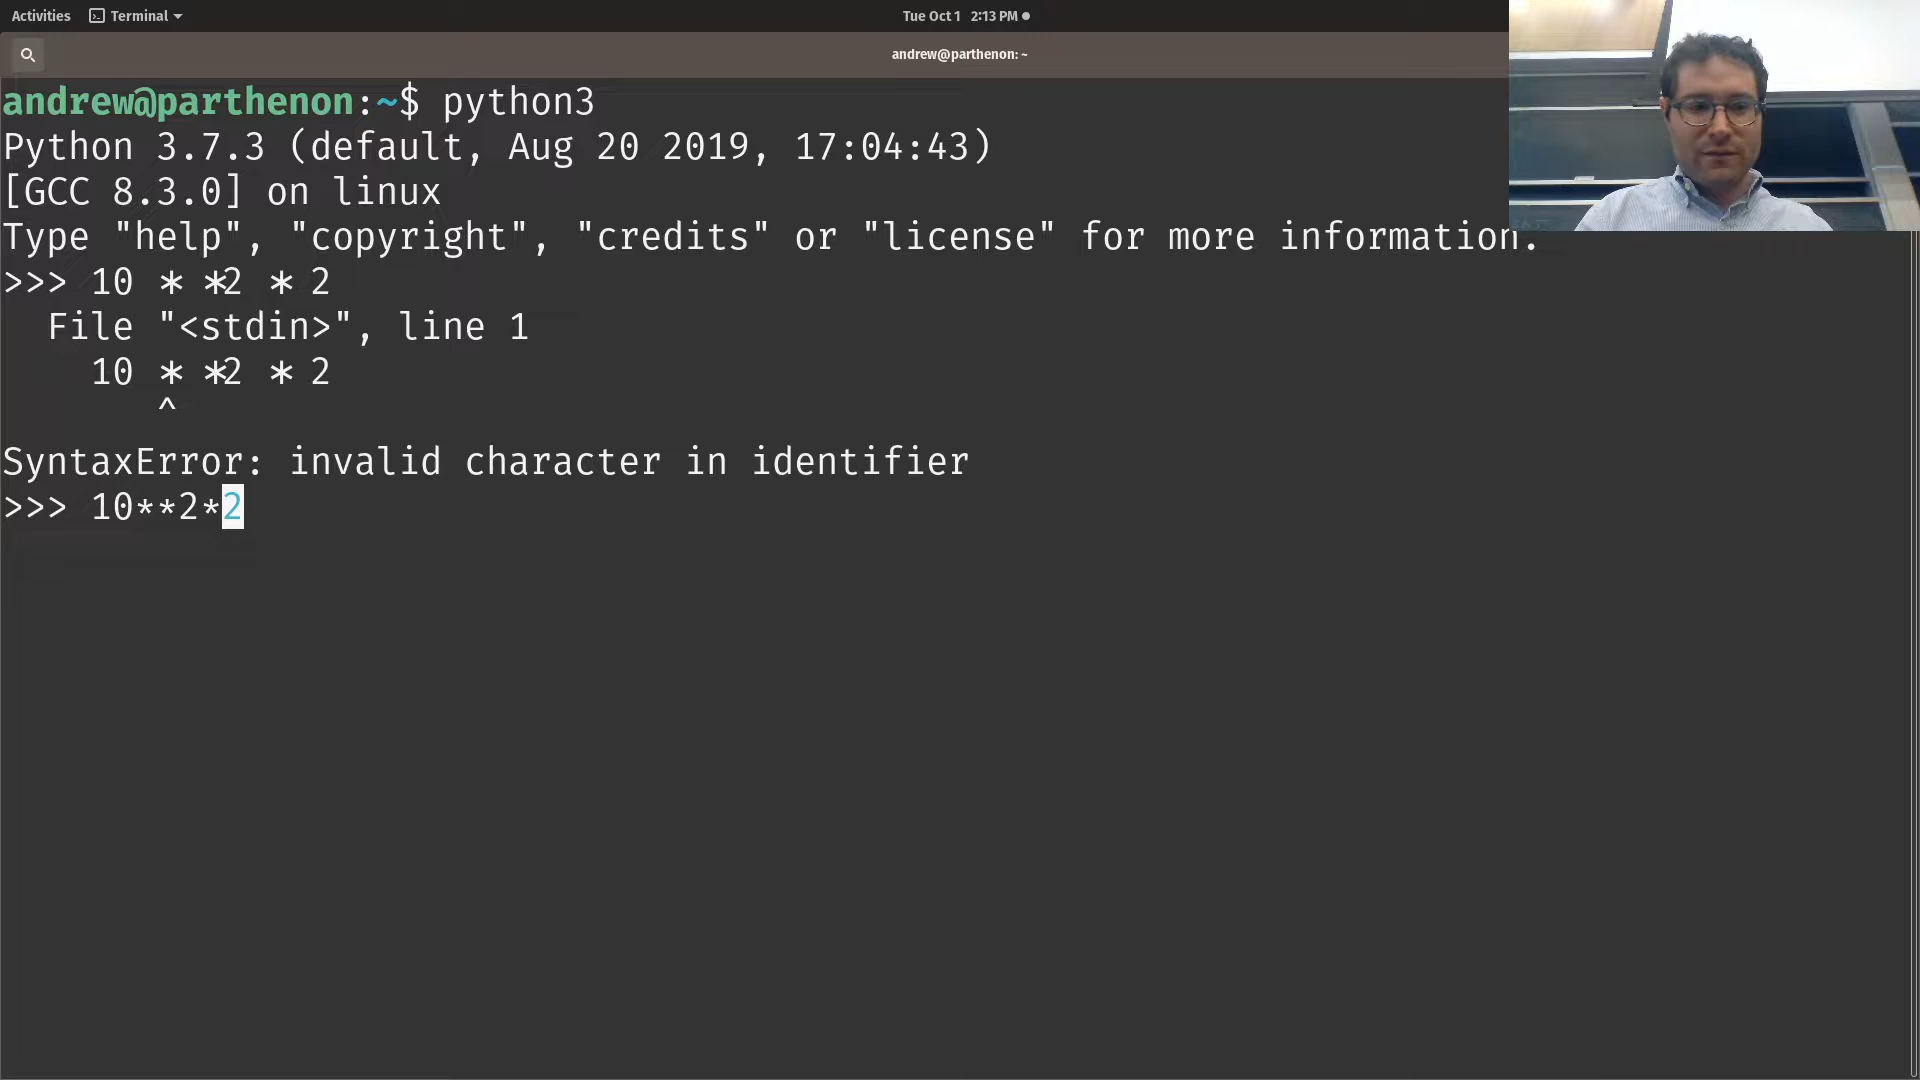 Activities Terminal Tue Oct 1 2:13 PM
andrew@parthenon: ~
andrew@parthenon:~$ python3
Python 3.7.3 (default, Aug 20 2019, 17:04:43)
[GCC 8.3.0] on linux
Type "help", "copyright", "credits" or "license" for more information.
>>> 10 ∗ ∗2 ∗ 2
  File "<stdin>", line 1
    10 ∗ ∗2 ∗ 2
       ^
SyntaxError: invalid character in identifier
>>> 10**2*2